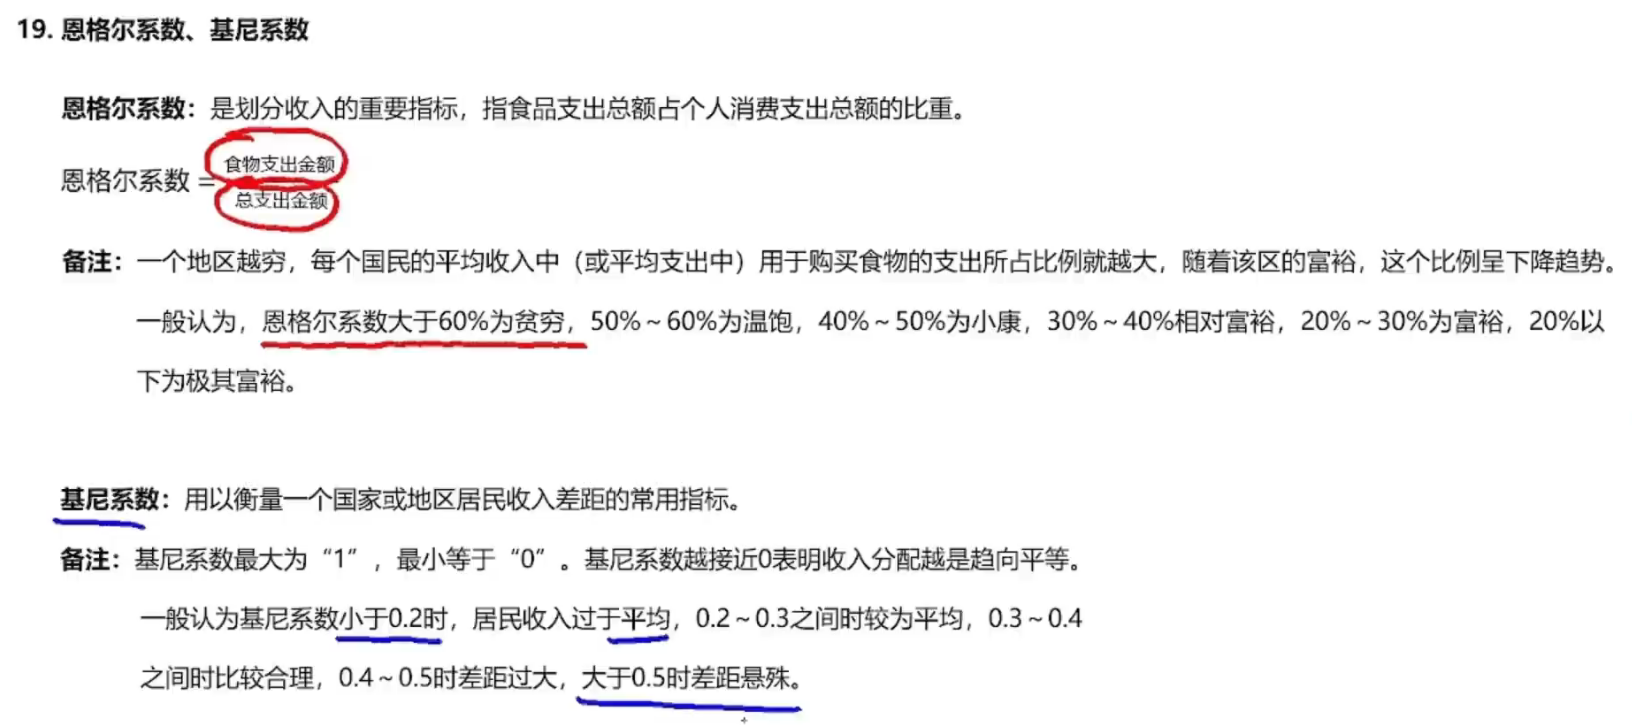 19. 恩格尔系数、基尼系数
恩格尔系数：是划分收入的重要指标，指食品支出总额占个人消费支出总额的比重。
食物支出金额
恩格尔系数 =
总支出金额
备注：一个地区越穷，每个国民的平均收入中（或平均支出中）用于购买食物的支出所占比例就越大，随着该区的富裕，这个比例呈下降趋势。
一般认为，恩格尔系数大于60%为贫穷，50%～60%为温饱，40%～50%为小康，30%～40%相对富裕，20%～30%为富裕，20%以
下为极其富裕。
基尼系数：用以衡量一个国家或地区居民收入差距的常用指标。
备注：基尼系数最大为“1”，最小等于“0”。基尼系数越接近0表明收入分配越是趋向平等。
一般认为基尼系数小于0.2时，居民收入过于平均，0.2～0.3之间时较为平均，0.3～0.4
之间时比较合理，0.4～0.5时差距过大，大于0.5时差距悬殊。